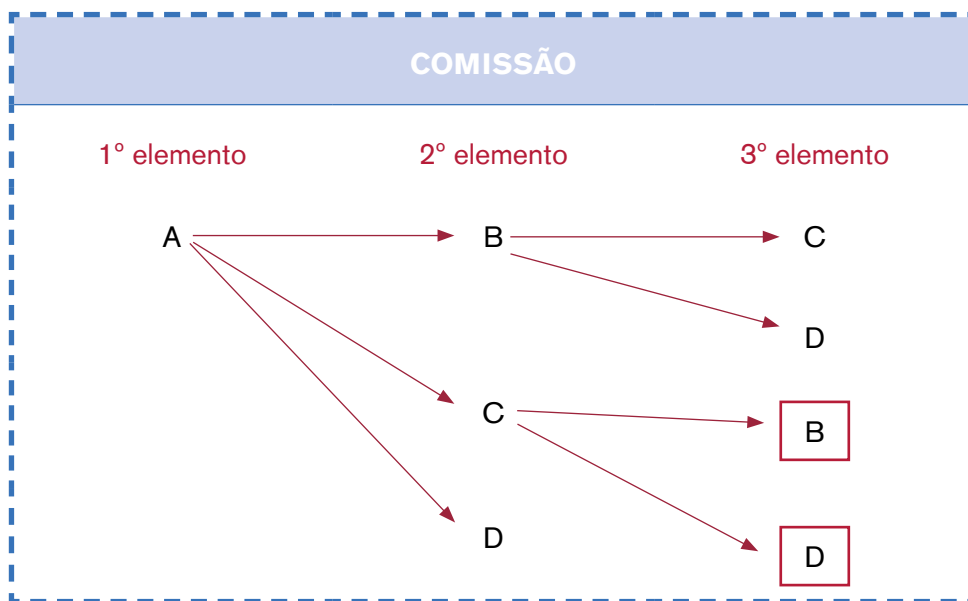 COMISSÃO
1º elemento 2º elemento 3º elemento
A B C
D
C B
D D